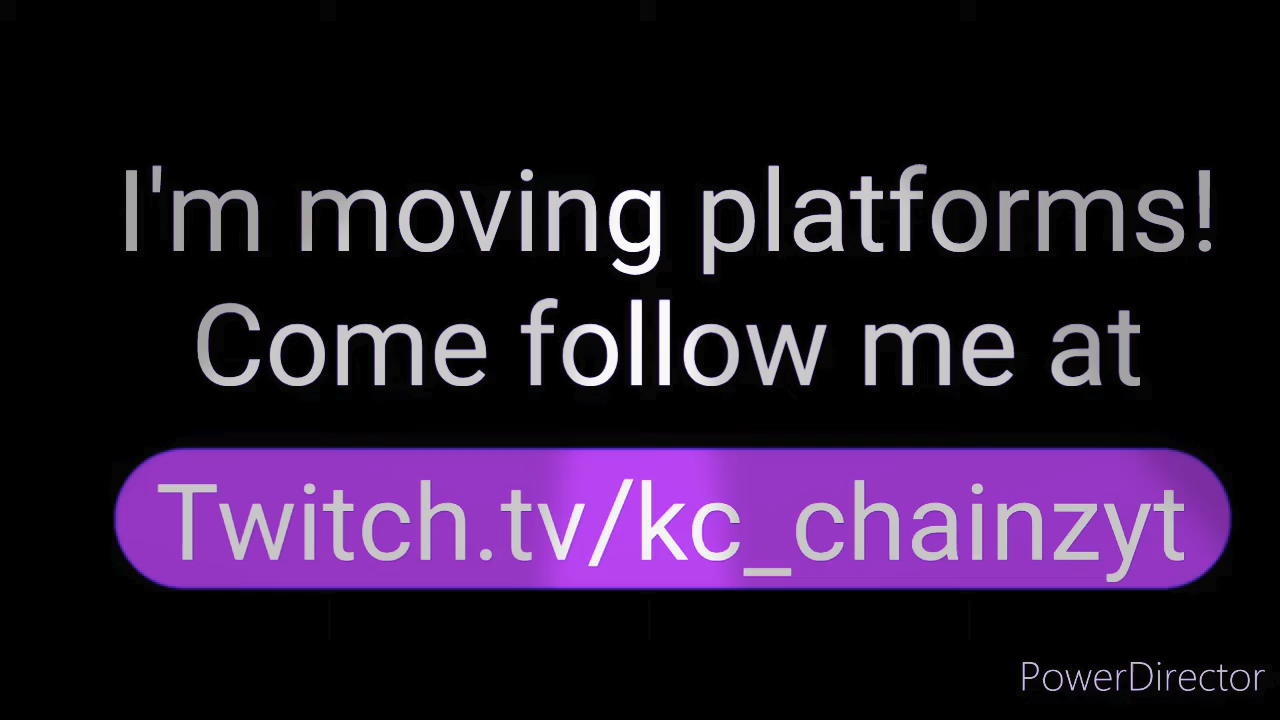 I'm moving platforms!
Come follow me at
Twitch.tv/kc_chainzyt
PowerDirector